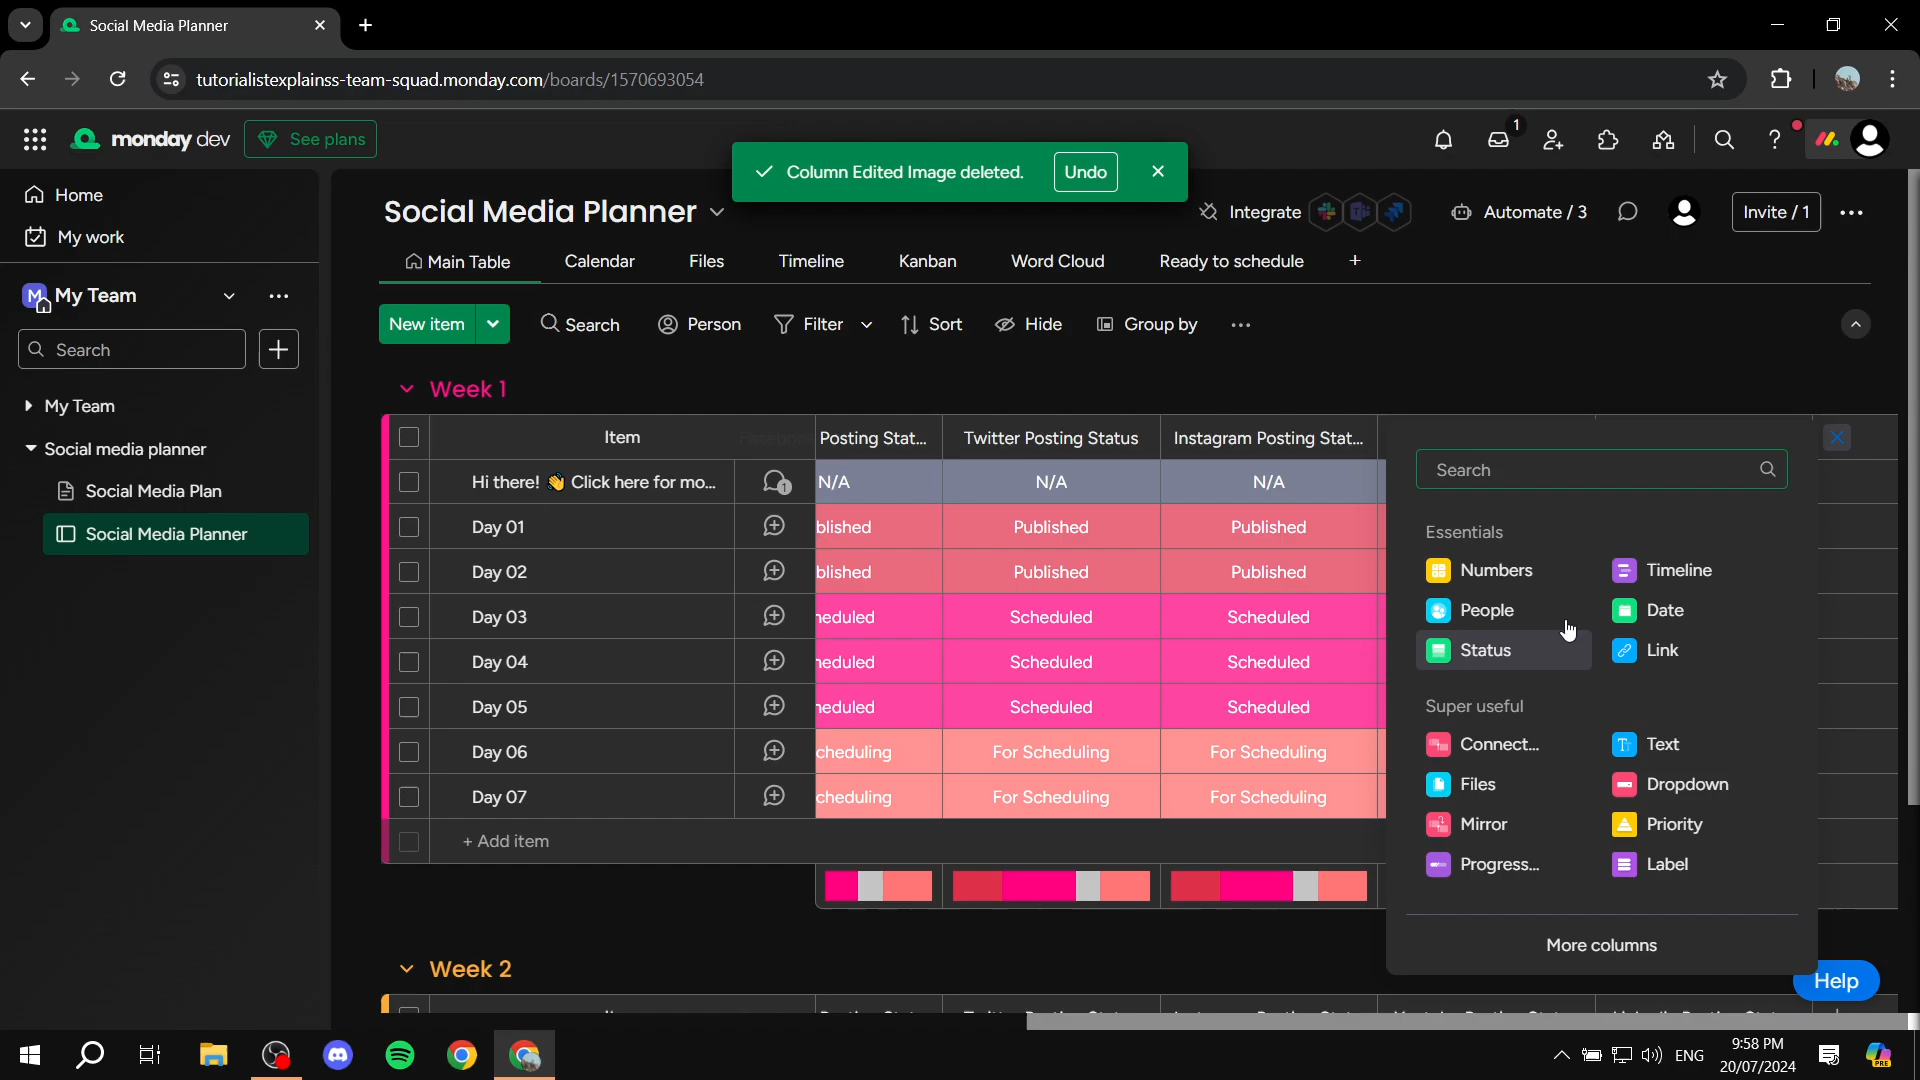 Social Media Planner
tutorialistexplainss-team-squad.monday.com/boards/1570693054
monday dev
See plans
1
Column Edited Image deleted.
Undo
Home
My work
Social Media Planner
Integrate
Automate / 3
Invite / 1
Main Table
Calendar
Files
Timeline
Kanban
Word Cloud
Ready to schedule
M
My Team
New item
Search
Person
Filter
Sort
Hide
Group by
Search
My Team
Social media planner
Social Media Plan
Social Media Planner
Week 1
Item
Posting Stat...
Twitter Posting Status
Instagram Posting Stat...
Hi there! 👋 Click here for mo...
1
N/A
N/A
N/A
Day 01
blished
Published
Published
Day 02
blished
Published
Published
Day 03
heduled
Scheduled
Scheduled
Day 04
heduled
Scheduled
Scheduled
Day 05
heduled
Scheduled
Scheduled
Day 06
cheduling
For Scheduling
For Scheduling
Day 07
cheduling
For Scheduling
For Scheduling
+ Add item
Search
Essentials
Numbers
Timeline
People
Date
Status
Link
Super useful
Connect...
Text
Files
Dropdown
Mirror
Priority
Progress...
Label
More columns
Week 2
Help
ENG
9:58 PM
20/07/2024
PRE